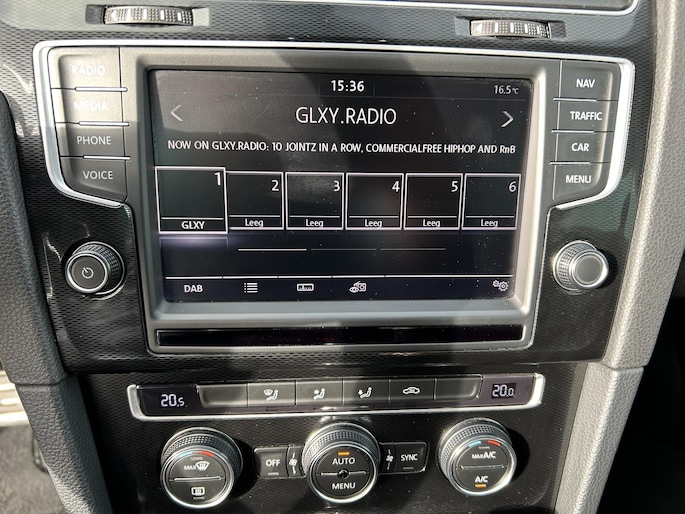 15:36
16.5°C
GLXY.RADIO
NOW ON GLXY.RADIO: 10 JOINTZ IN A ROW, COMMERCIALFREE HIPHOP AND RnB
1 2 3 4 5 6
GLXY Leeg Leeg Leeg Leeg Leeg
DAB
RADIO
MEDIA
PHONE
VOICE
NAV
TRAFFIC
CAR
MENU
20.5
20.0
MAX
OFF
AUTO
MENU
SYNC
MAX A/C
A/C